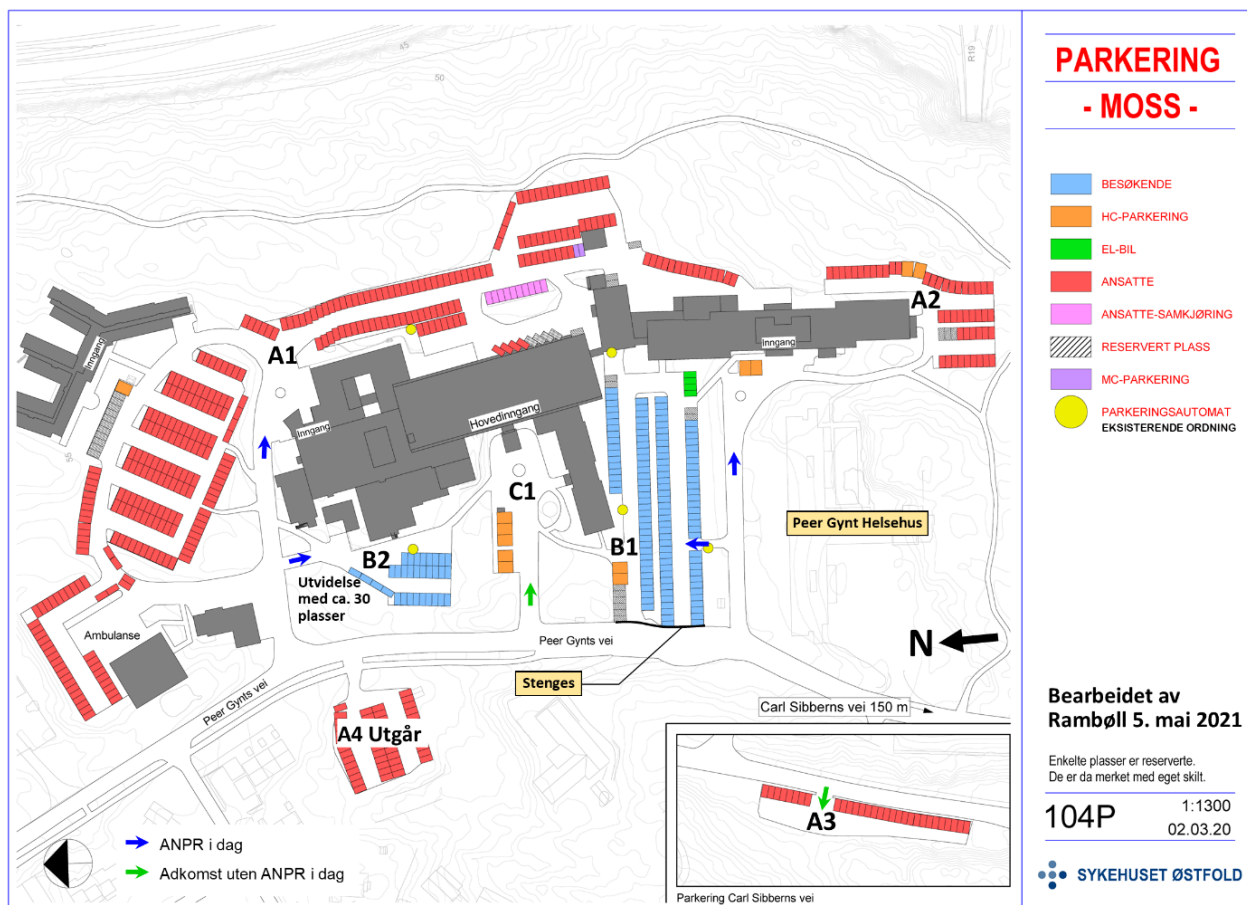 PARKERING
- MOSS -
BESØKENDE
HC-PARKERING
EL-BIL
ANSATTE
ANSATTE-SAMKJØRING
RESERVERT PLASS
MC-PARKERING
PARKERINGSAUTOMAT
EKSISTERENDE ORDNING
45
50
R19
A1
A2
Inngang
Inngang
Inngang
Hovedinngang
55
C1
B1
B2
Peer Gynt Helsehus
Utvidelse
med ca. 30
plasser
Ambulanse
Peer Gynts vei
Peer Gynts vei
N
Stenges
Carl Sibberns vei 150 m
A4 Utgår
A3
Parkering Carl Sibberns vei
ANPR i dag
Adkomst uten ANPR i dag
Bearbeidet av
Rambøll 5. mai 2021
Enkelte plasser er reserverte.
De er da merket med eget skilt.
104P
1:1300
02.03.20
SYKEHUSET ØSTFOLD